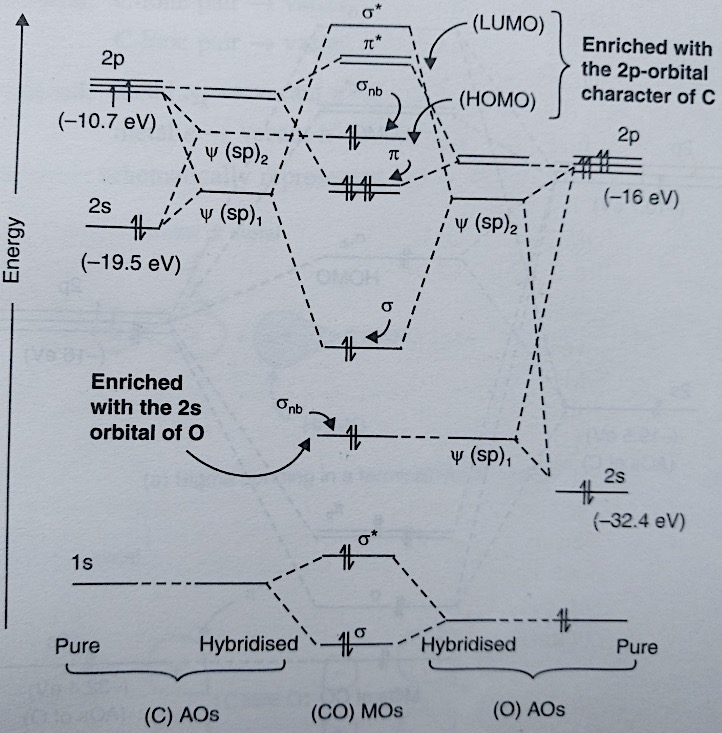 σ*
(LUMO)
π*
Enriched with
the 2p-orbital
character of C
2p
σnb
(HOMO)
(−10.7 eV)
2p
ψ (sp)2
π
ψ (sp)1
(−16 eV)
2s
ψ (sp)2
(−19.5 eV)
Energy
σ
Enriched
with the 2s
orbital of O
σnb
ψ (sp)1
2s
(−32.4 eV)
σ*
1s
σ
Pure
Hybridised
Hybridised
Pure
(C) AOs
(CO) MOs
(O) AOs